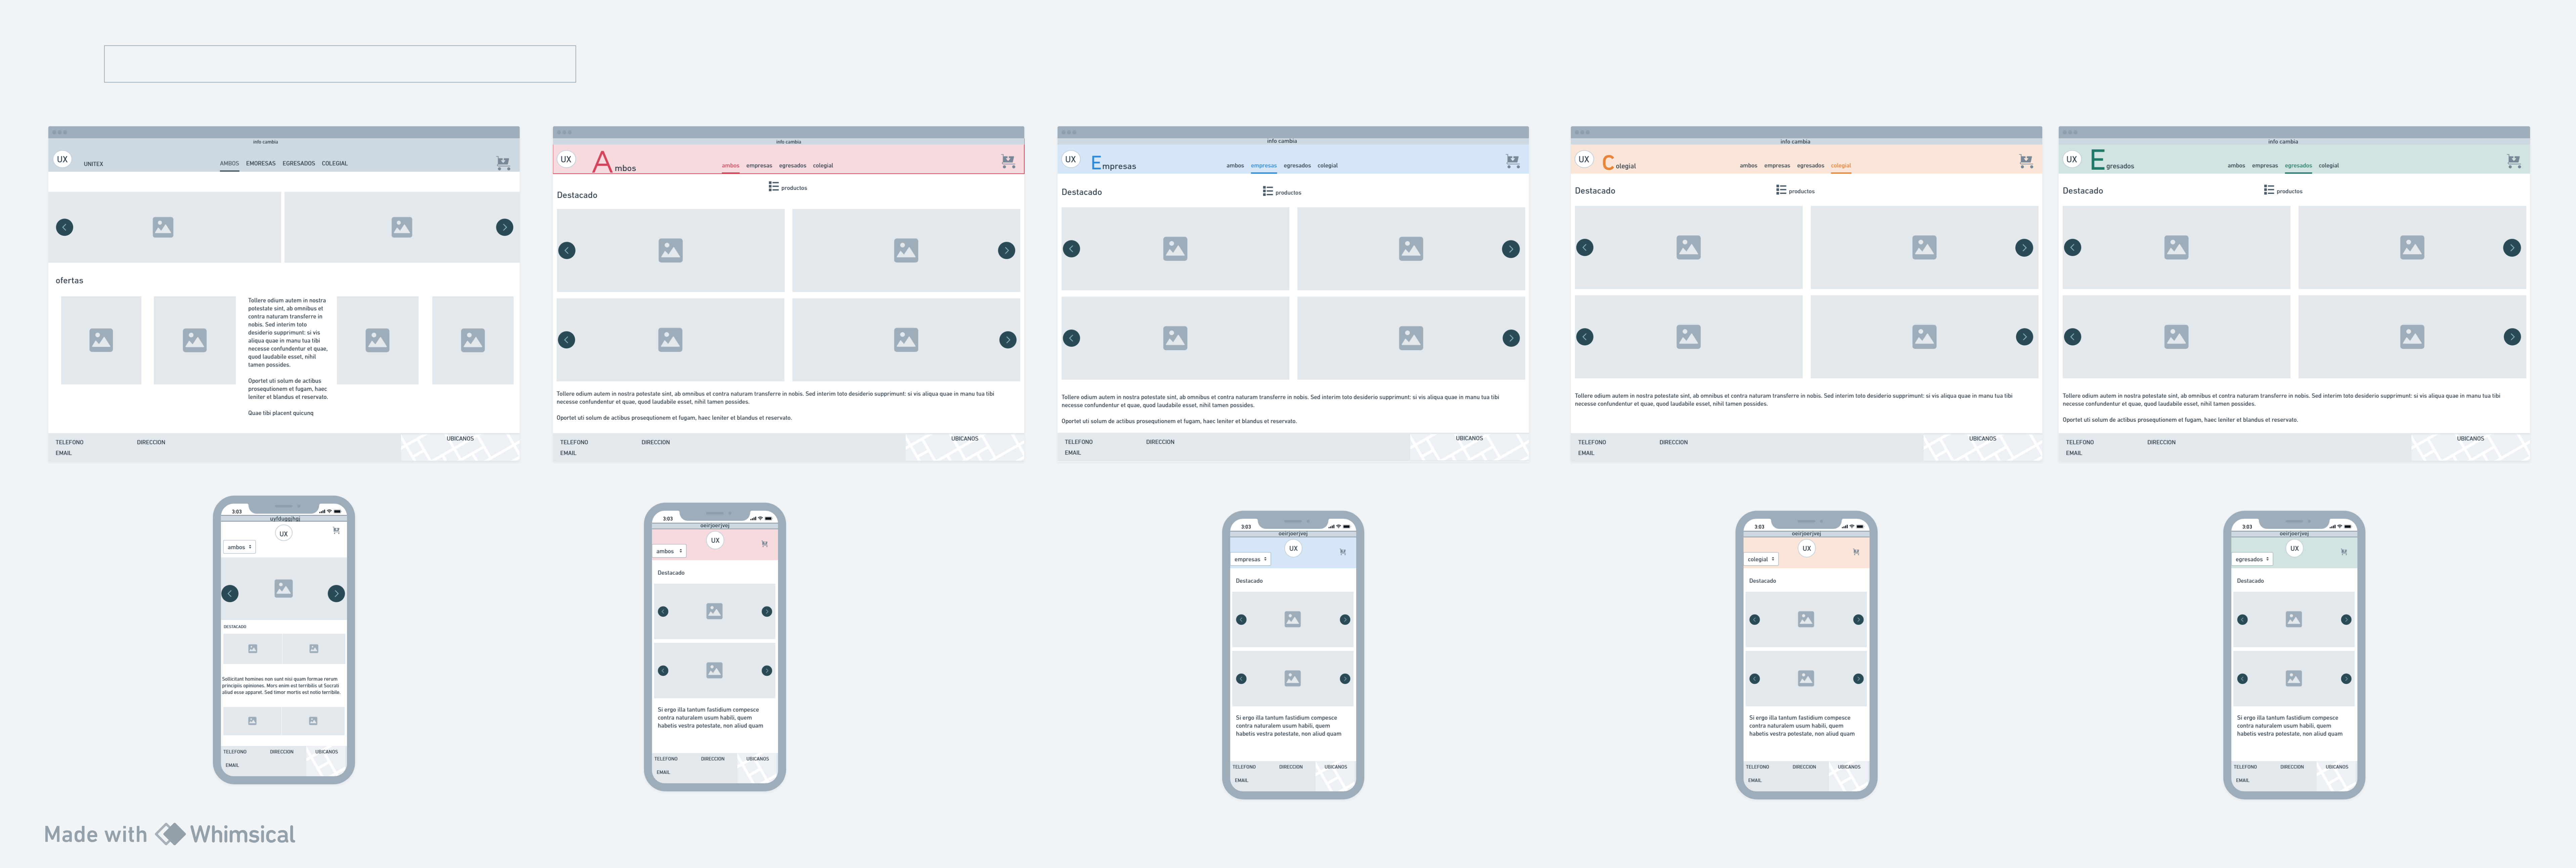 info cambia
UX
UNITEX
AMBOS EMORESAS EGRESADOS COLEGIAL
ofertas
Tollere odium autem in nostra
potestate sint, ab omnibus et
contra naturam transferre in
nobis. Sed interim toto
desiderio supprimunt: si vis
aliqua quae in manu tua tibi
necesse confundentur et quae,
quod laudabile esset, nihil
tamen possides.
Oportet uti solum de actibus
prosequtionem et fugam, haec
leniter et blandus et reservato.
Quae tibi placent quicunq
TELEFONO DIRECCION UBICANOS
EMAIL
info cambia
UX
Ambos
ambos empresas egresados colegial
Destacado
productos
Tollere odium autem in nostra potestate sint, ab omnibus et contra naturam transferre in nobis. Sed interim toto desiderio supprimunt: si vis aliqua quae in manu tua tibi
necesse confundentur et quae, quod laudabile esset, nihil tamen possides.
Oportet uti solum de actibus prosequtionem et fugam, haec leniter et blandus et reservato.
TELEFONO DIRECCION UBICANOS
EMAIL
info cambia
UX
Empresas
ambos empresas egresados colegial
Destacado
productos
Tollere odium autem in nostra potestate sint, ab omnibus et contra naturam transferre in nobis. Sed interim toto desiderio supprimunt: si vis aliqua quae in manu tua tibi
necesse confundentur et quae, quod laudabile esset, nihil tamen possides.
Oportet uti solum de actibus prosequtionem et fugam, haec leniter et blandus et reservato.
TELEFONO DIRECCION UBICANOS
EMAIL
info cambia
UX
Colegial
ambos empresas egresados colegial
Destacado
productos
Tollere odium autem in nostra potestate sint, ab omnibus et contra naturam transferre in nobis. Sed interim toto desiderio supprimunt: si vis aliqua quae in manu tua tibi
necesse confundentur et quae, quod laudabile esset, nihil tamen possides.
TELEFONO DIRECCION UBICANOS
EMAIL
info cambia
UX
Egresados
ambos empresas egresados colegial
Destacado
productos
Tollere odium autem in nostra potestate sint, ab omnibus et contra naturam transferre in nobis. Sed interim toto desiderio supprimunt: si vis aliqua quae in manu tua tibi
necesse confundentur et quae, quod laudabile esset, nihil tamen possides.
Oportet uti solum de actibus prosequtionem et fugam, haec leniter et blandus et reservato.
TELEFONO DIRECCION UBICANOS
EMAIL
3:03
UX
ambos
DESTACADO
Sollicitant homines non sunt nisi quam formae rerum
principiis opiniones. Mors enim est terribilis ut Socrati
aliud esse apparet. Sed timor mortis est notio terribile.
TELEFONO DIRECCION UBICANOS
EMAIL
3:03
UX
ambos
Destacado
Si ergo illa tantum fastidium compesce
contra naturalem usum habili, quem
habetis vestra potestate, non aliud quam
TELEFONO DIRECCION UBICANOS
EMAIL
3:03
UX
empresas
Destacado
Si ergo illa tantum fastidium compesce
contra naturalem usum habili, quem
habetis vestra potestate, non aliud quam
TELEFONO DIRECCION UBICANOS
EMAIL
3:03
UX
colegial
Destacado
Si ergo illa tantum fastidium compesce
contra naturalem usum habili, quem
habetis vestra potestate, non aliud quam
TELEFONO DIRECCION UBICANOS
EMAIL
3:03
UX
egresados
Destacado
Si ergo illa tantum fastidium compesce
contra naturalem usum habili, quem
habetis vestra potestate, non aliud quam
TELEFONO DIRECCION UBICANOS
EMAIL
Made with Whimsical